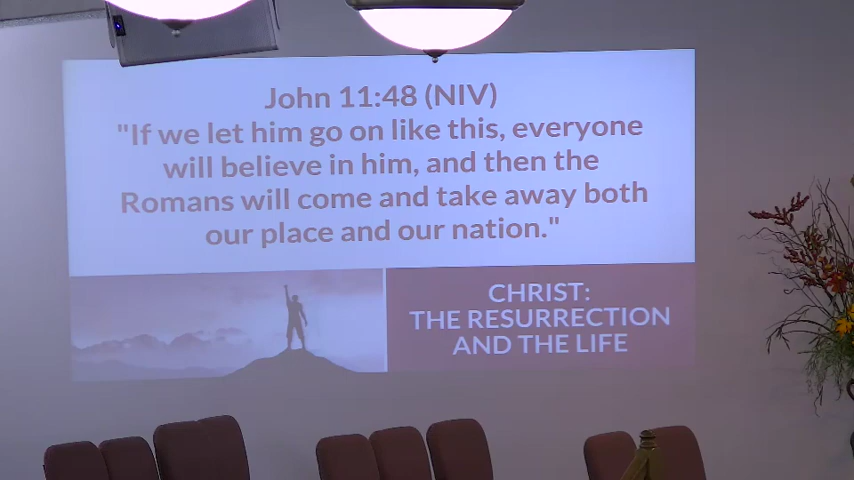 John 11:48 (NIV)
"If we let him go on like this, everyone
will believe in him, and then the
Romans will come and take away both
our place and our nation."
CHRIST:
THE RESURRECTION
AND THE LIFE